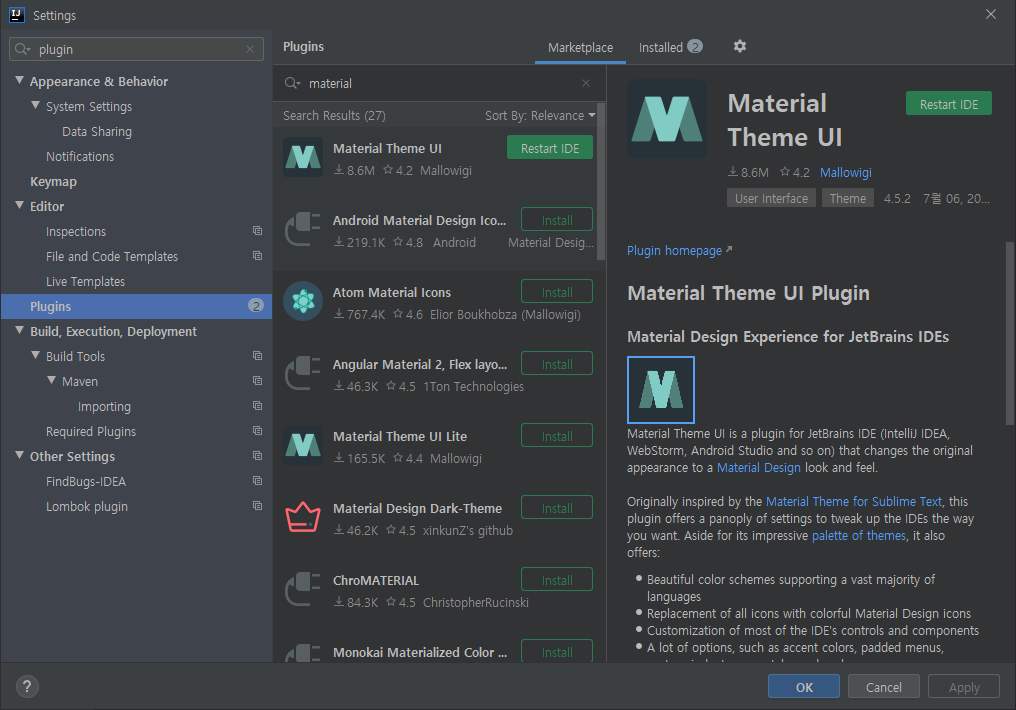 Settings
plugin
Appearance & Behavior
System Settings
Data Sharing
Notifications
Keymap
Editor
Inspections
File and Code Templates
Live Templates
Plugins 2
Build, Execution, Deployment
Build Tools
Maven
Importing
Required Plugins
Other Settings
FindBugs-IDEA
Lombok plugin
Plugins
Marketplace
Installed 2
material
Search Results (27) Sort By: Relevance
Material Theme UI Restart IDE
8.6M 4.2 Mallowigi
Android Material Design Ico... Install
219.1K 4.8 Android Material Desig...
Atom Material Icons Install
767.4K 4.6 Elior Boukhobza (Mallowigi)
Angular Material 2, Flex layo... Install
46.3K 4.5 1Ton Technologies
Material Theme UI Lite Install
165.5K 4.4 Mallowigi
Material Design Dark-Theme Install
46.2K 4.5 xinkunZ's github
ChroMATERIAL Install
84.3K 4.5 ChristopherRucinski
Monokai Materialized Color ... Install
Material
Theme UI
Restart IDE
8.6M 4.2 Mallowigi
User Interface Theme 4.5.2 7월 06, 20...
Plugin homepage
Material Theme UI Plugin
Material Design Experience for JetBrains IDEs
Material Theme UI is a plugin for JetBrains IDE (IntelliJ IDEA,
WebStorm, Android Studio and so on) that changes the original
appearance to a Material Design look and feel.
Originally inspired by the Material Theme for Sublime Text, this
plugin offers a panoply of settings to tweak up the IDEs the way
you want. Aside for its impressive palette of themes, it also
offers:
Beautiful color schemes supporting a vast majority of
languages
Replacement of all icons with colorful Material Design icons
Customization of most of the IDE's controls and components
A lot of options, such as accent colors, padded menus,
?
OK
Cancel
Apply